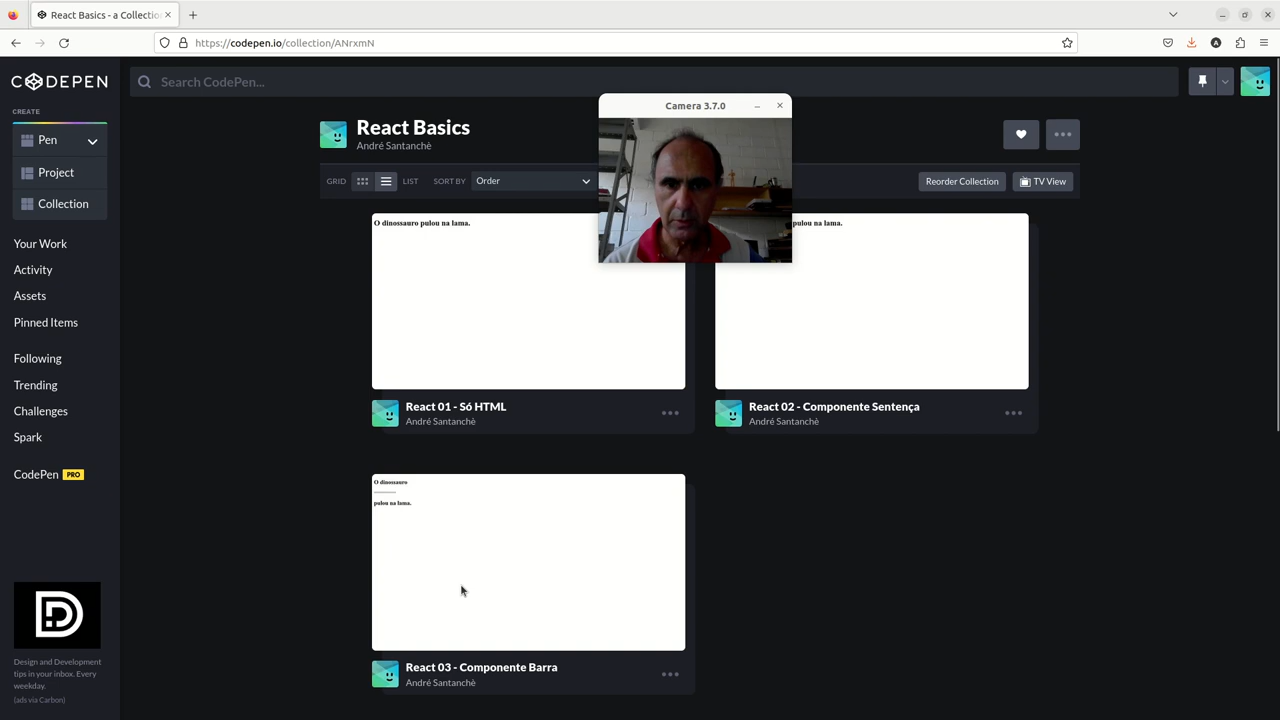 React Basics - a Collectio
https://codepen.io/collection/ANrxmN
CODEPEN
Search CodePen...
CREATE
Pen
Project
Collection
Your Work
Activity
Assets
Pinned Items
Following
Trending
Challenges
Spark
CodePen PRO
Design and Development
tips in your inbox. Every
weekday.
(ads via Carbon)
React Basics
André Santanchè
Camera 3.7.0
GRID
LIST
SORT BY
Order
Reorder Collection
TV View
O dinossauro pulou na lama.
pulou na lama.
React 01 - Só HTML
André Santanchè
React 02 - Componente Sentença
André Santanchè
O dinossauro
pulou na lama.
React 03 - Componente Barra
André Santanchè